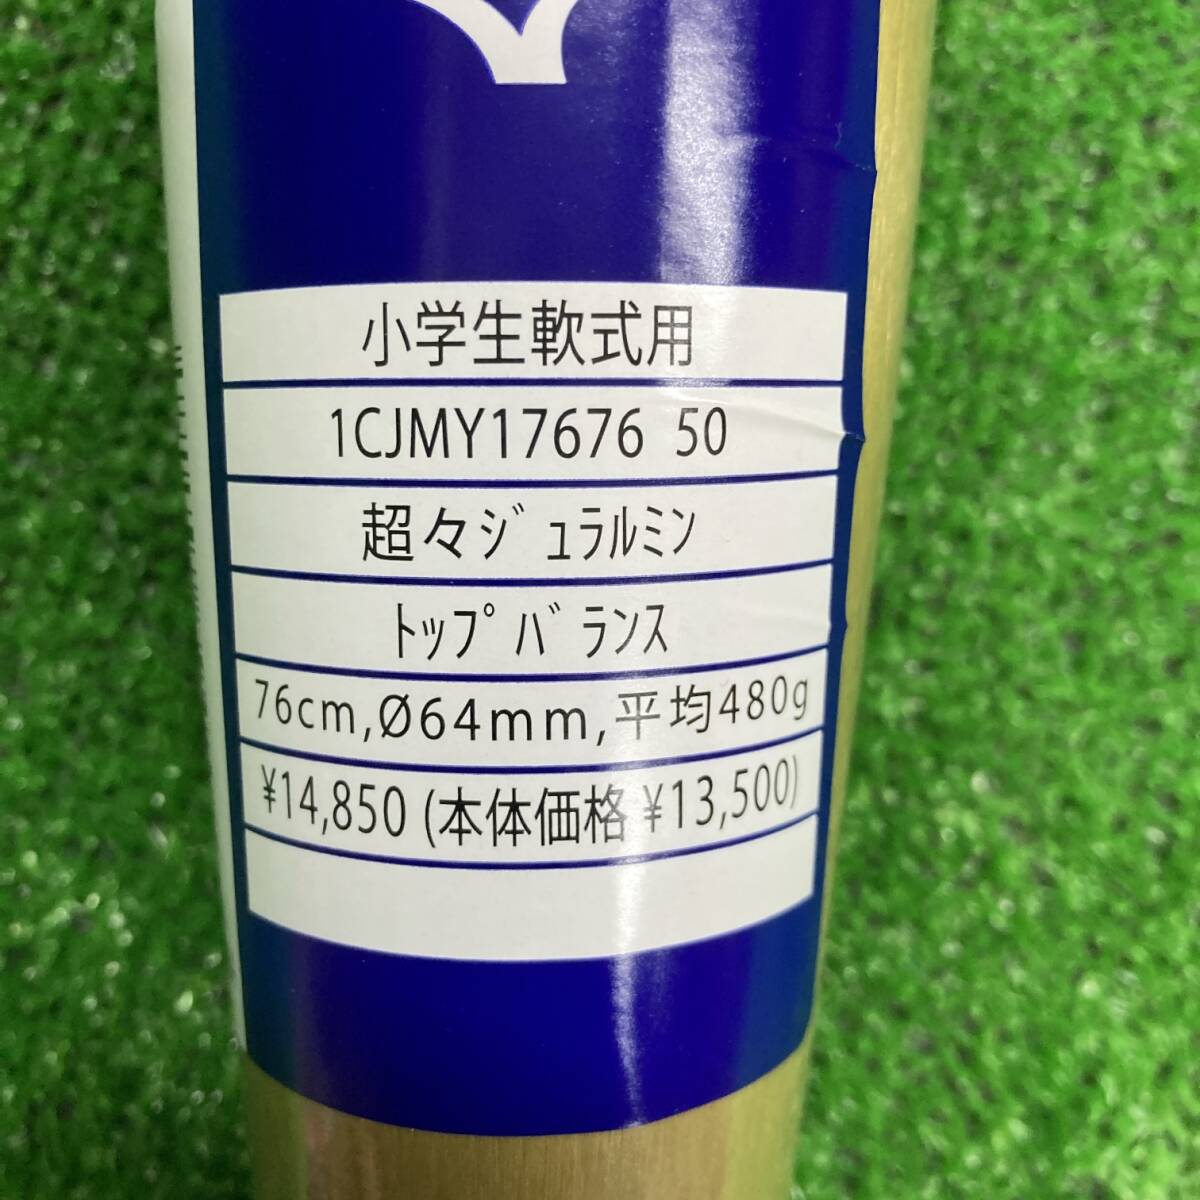 小学生軟式用
1CJMY17676 50
超々ｼﾞｭﾗﾙﾐﾝ
ﾄｯﾌﾟﾊﾞﾗﾝｽ
76cm,Ø64mm,平均480g
¥14,850 (本体価格 ¥13,500)